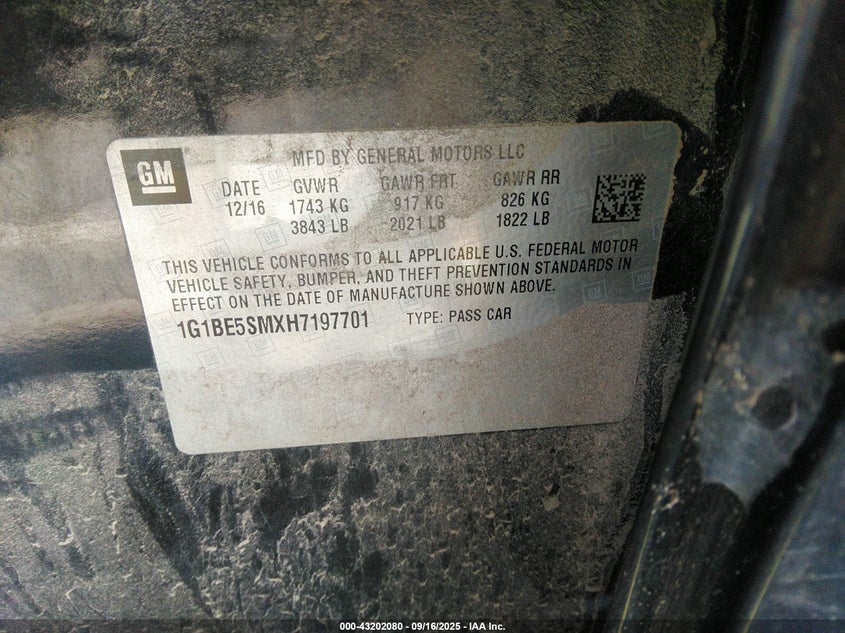 GM
MFD BY GENERAL MOTORS LLC
DATE GVWR GAWR FRT GAWR RR
12/16 1743 KG 917 KG 826 KG
3843 LB 2021 LB 1822 LB
THIS VEHICLE CONFORMS TO ALL APPLICABLE U.S. FEDERAL MOTOR
VEHICLE SAFETY, BUMPER, AND THEFT PREVENTION STANDARDS IN
EFFECT ON THE DATE OF MANUFACTURE SHOWN ABOVE.
1G1BE5SMXH7197701 TYPE: PASS CAR
000-43202080 - 09/16/2025 - IAA Inc.